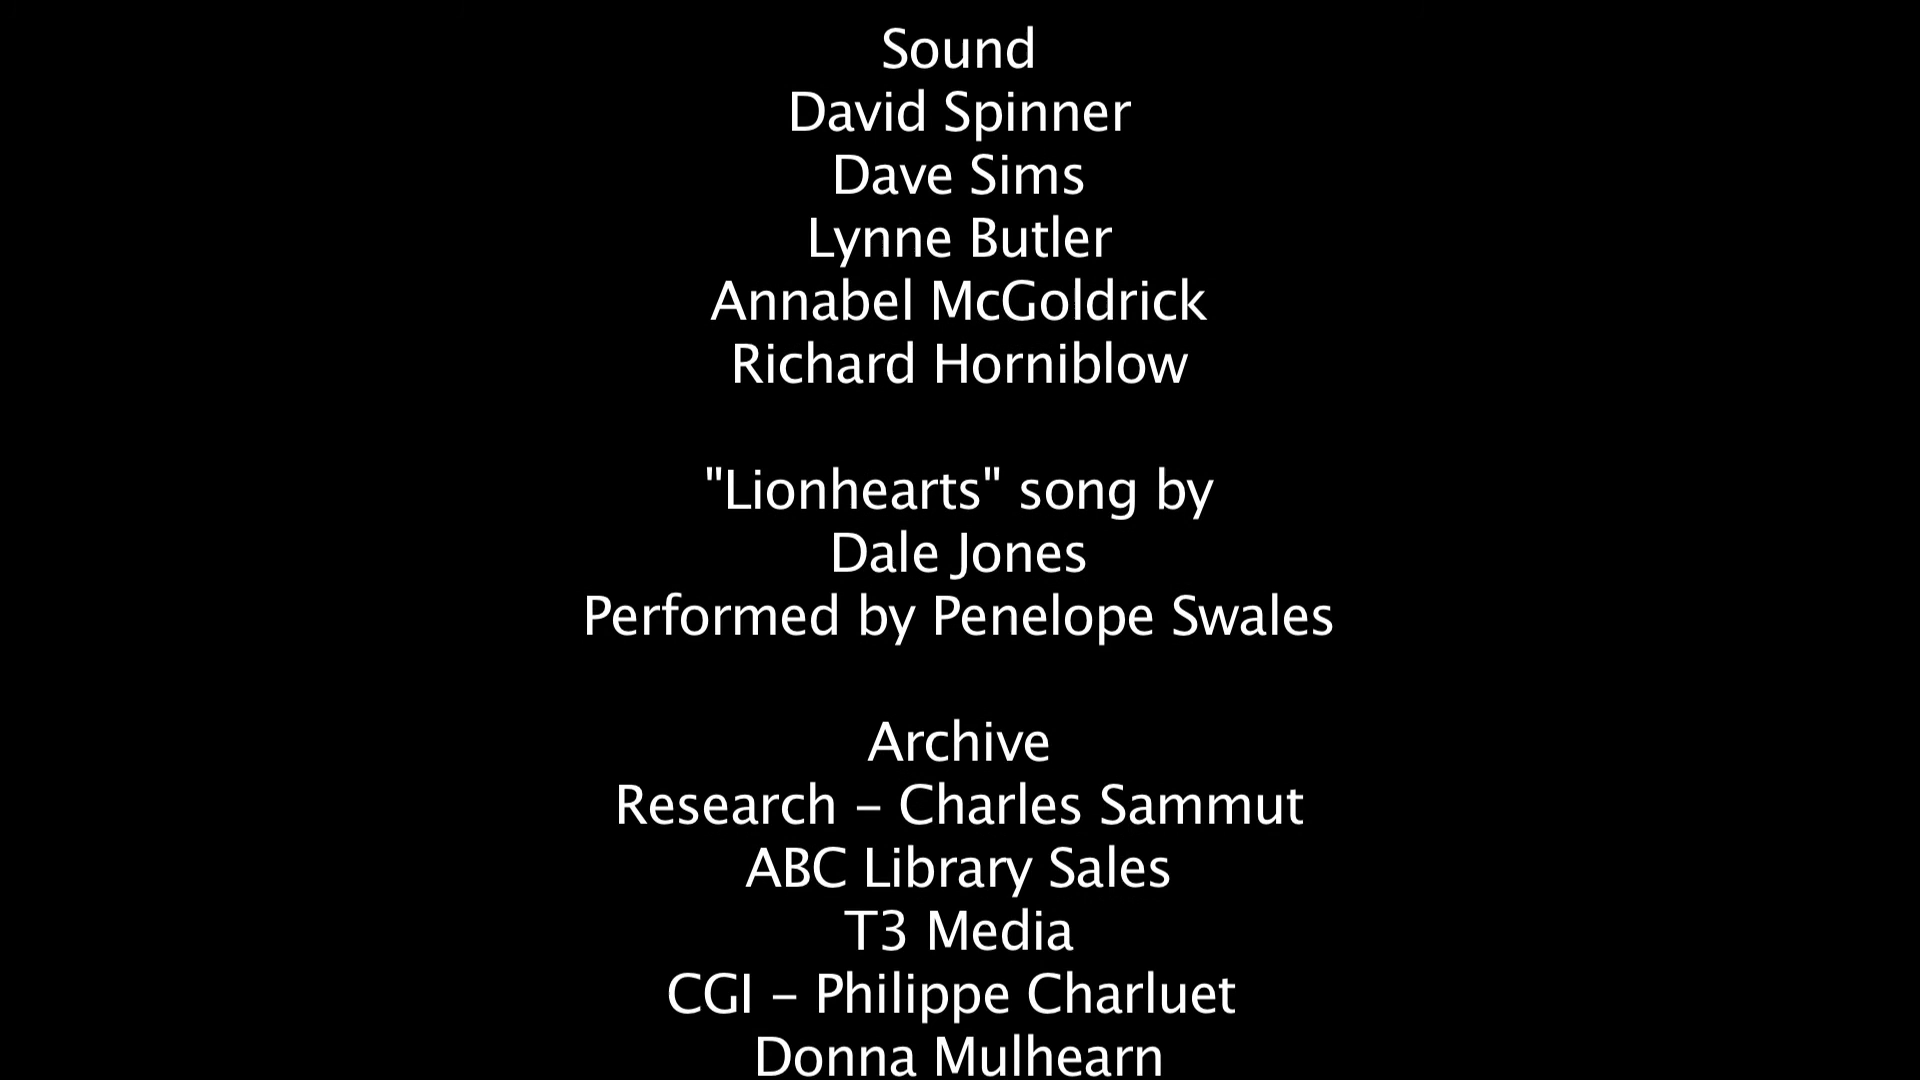 Sound
David Spinner
Dave Sims
Lynne Butler
Annabel McGoldrick
Richard Horniblow
"Lionhearts" song by
Dale Jones
Performed by Penelope Swales
Archive
Research – Charles Sammut
ABC Library Sales
T3 Media
CGI – Philippe Charluet
Donna Mulhearn